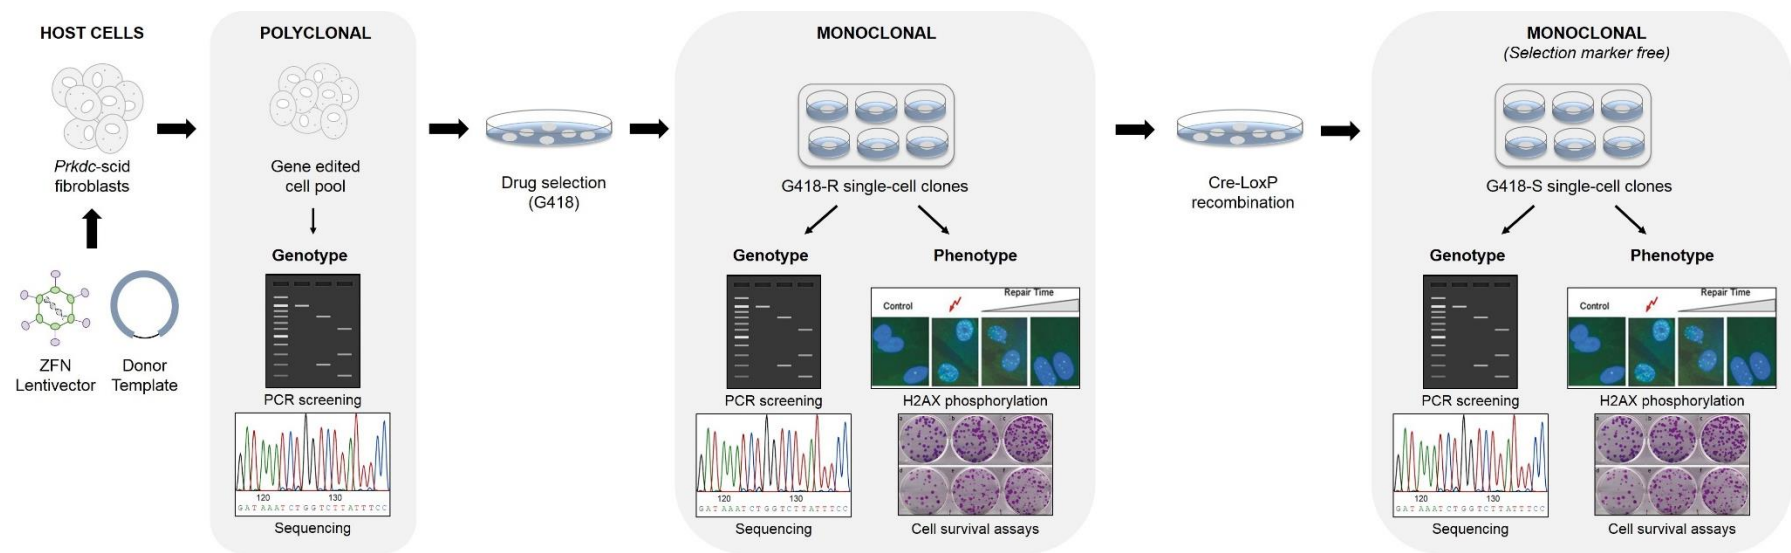 HOST CELLS
Prkdc-scid
fibroblasts
ZFN
Lentivector
Donor
Template
POLYCLONAL
Gene edited
cell pool
Genotype
PCR screening
120 130
GATAAATCTGGTCTTATTTCC
Sequencing
Drug selection
(G418)
MONOCLONAL
G418-R single-cell clones
Genotype
PCR screening
120 130
GATAAATCTGGTCTTATTTCC
Sequencing
Phenotype
Control
Repair Time
H2AX phosphorylation
Cell survival assays
Cre-LoxP
recombination
MONOCLONAL
(Selection marker free)
G418-S single-cell clones
Genotype
PCR screening
120 130
GATAAATCTGGTCTTATTTCC
Sequencing
Phenotype
Control
Repair Time
H2AX phosphorylation
Cell survival assays